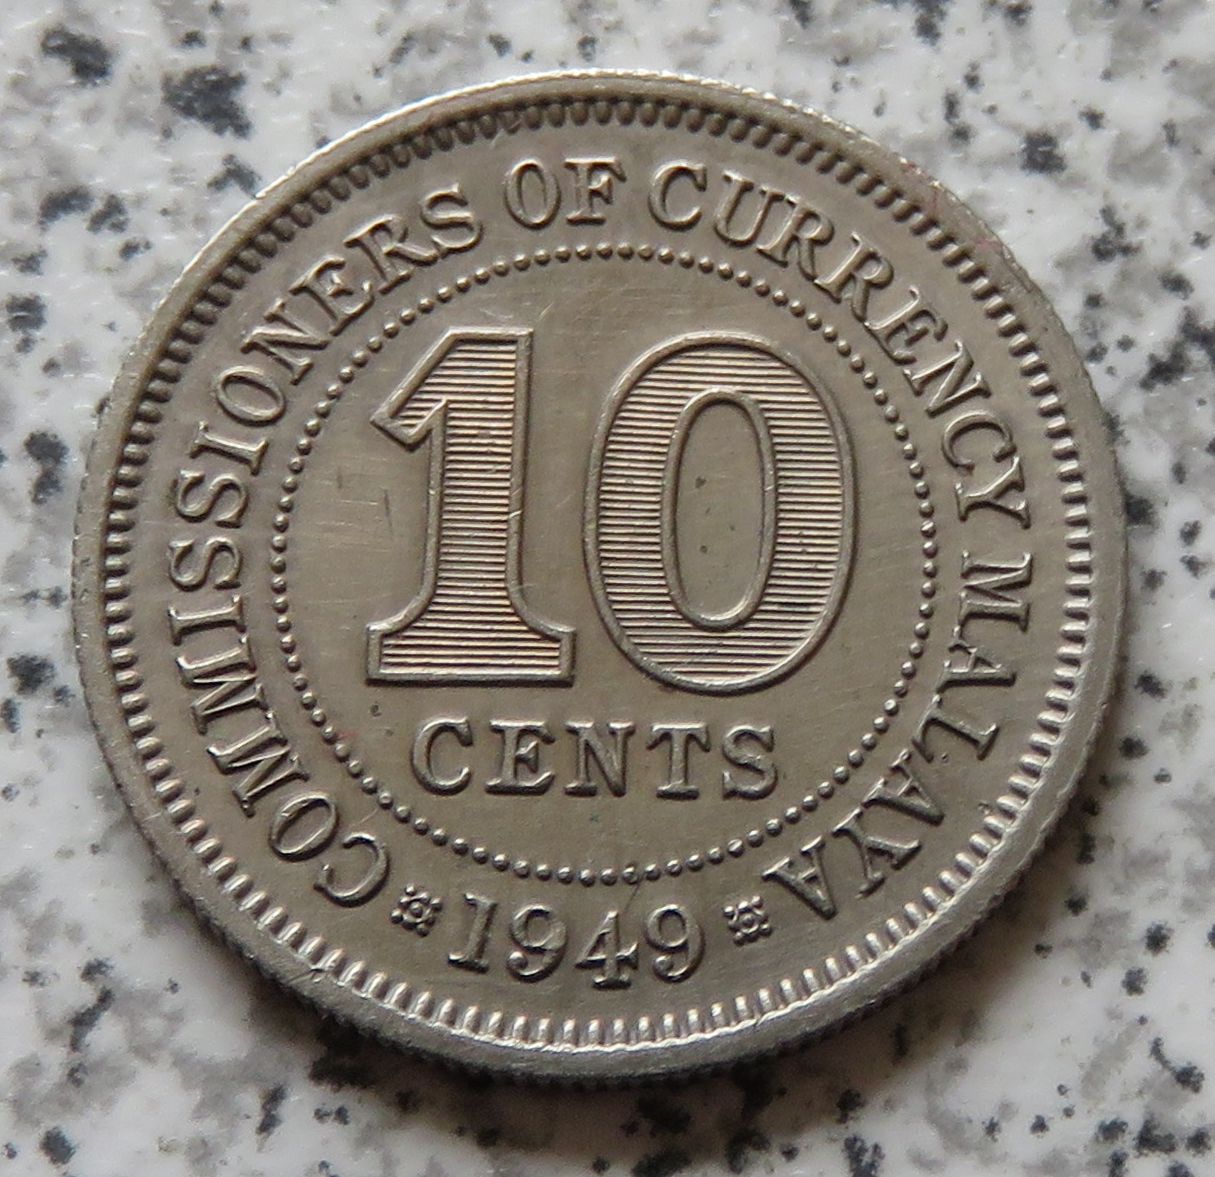 COMMISSIONERS OF CURRENCY MALAYA
10
CENTS
1949